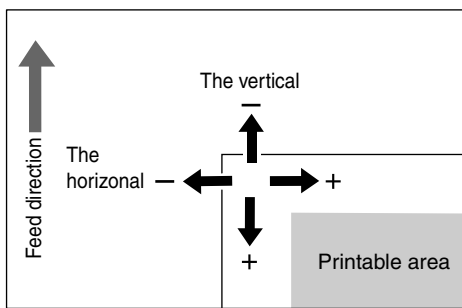 The vertical
−
The
horizonal − +
+
Feed direction
Printable area